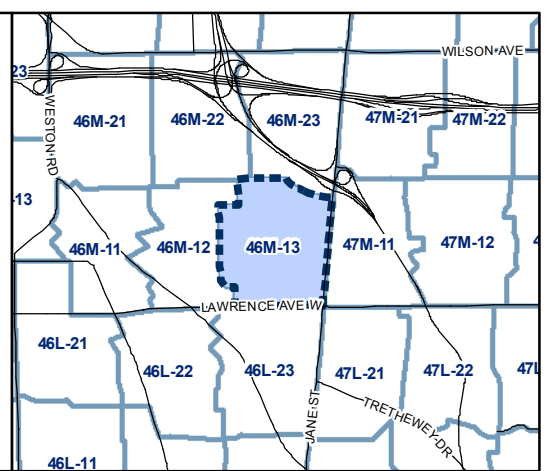 WILSON AVE
23
WESTON RD
46M-21
46M-22
46M-23
47M-21
47M-22
-13
46M-11
46M-12
46M-13
47M-11
47M-12
4
LAWRENCE AVE W
46L-21
46L-22
46L-23
47L-21
47L-22
47L
JANE ST
TRETHEWEY DR
46L-11